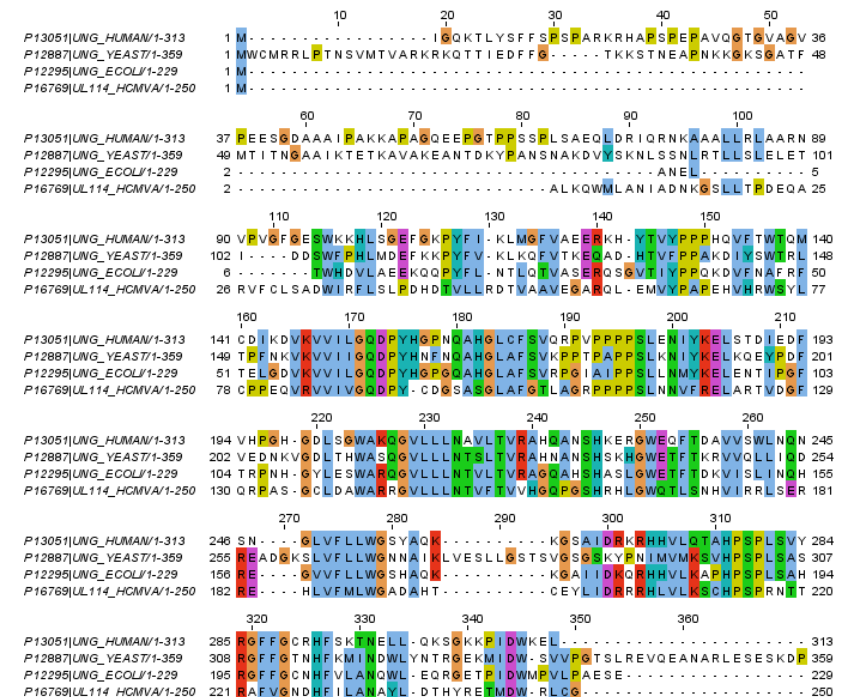 10 20 30 40 50
P13051|UNG_HUMAN/1-313 1 M-----------------IGQKTLYSFFSPSPARKRHAPSPEPAVQGTGVAGV 36
P12887|UNG_YEAST/1-359 1 MWCMRRLPTNSVMTVARKRKQTTIEDFFG-----TKKSTNEAPNKKGKSGATF 48
P12295|UNG_ECOLI/1-229 1 M----------------------------------------------------
P16769|UL114_HCMVA/1-250 1 M----------------------------------------------------
60 70 80 90 100
P13051|UNG_HUMAN/1-313 37 PEESGDAAAIPAKKAPAGQEEPGTPPSSPLSAEQLDRIQRNKAAALLRLAARN 89
P12887|UNG_YEAST/1-359 49 MTITNGAAIKTETKAVAKEANTDKYPANSNAKDVYSKNLSSNLRTLLSLELET 101
P12295|UNG_ECOLI/1-229 2 ---------------------------------------ANEL---------- 5
P16769|UL114_HCMVA/1-250 2 -----------------------------ALKQWMLANIADNKGSLLTPDEQA 25
110 120 130 140 150
P13051|UNG_HUMAN/1-313 90 VPVGFGESWKKHLSGEFGKPYFI-KLMGFVAEERKH-YTVYPPPHQVFTWTQM 140
P12887|UNG_YEAST/1-359 102 I----DDSWFPHLMDEFKKPYFV-KLKQFVTKEQAD-HTVFPPAKDIYSWTRL 148
P12295|UNG_ECOLI/1-229 6 -------TWHDVLAEEKQQPYFL-NTLQTVASERQSGVTIYPPQKDVFNAFRF 50
P16769|UL114_HCMVA/1-250 26 RVFCLSADWIRFLSLPDHDTVLLRDTVAAVEGARQL-EMVYPAPEHVHRWSYL 77
160 170 180 190 200 210
P13051|UNG_HUMAN/1-313 141 CDIKDVKVVILGQDPYHGPNQAHGLCFSVQRPVPPPPSLENIYKELSTDIEDF 193
P12887|UNG_YEAST/1-359 149 TPFNKVKVVIIGQDPYHNFNQAHGLAFSVKPPTPAPPSLKNIYKELKQEYPDF 201
P12295|UNG_ECOLI/1-229 51 TELGDVKVVILGQDPYHGPGQAHGLAFSVRPGIAIPPSLLNMYKELENTIPGF 103
P16769|UL114_HCMVA/1-250 78 CPPEQVRVVIVGQDPY-CDGSASGLAFGTLAGRPPPPSLNNVFRELARTVDGF 129
220 230 240 250 260
P13051|UNG_HUMAN/1-313 194 VHPGH-GDLSGWAKQGVLLLNAVLTVRAHQANSHKERGWEQFTDAVVSWLNQN 245
P12887|UNG_YEAST/1-359 202 VEDNKVGDLTHWASQGVLLLNTSLTVRAHNANSHSKHGWETFTKRVVQLLIQD 254
P12295|UNG_ECOLI/1-229 104 TRPNH-GYLESWARQGVLLLNTVLTVRAGQAHSHASLGWETFTDKVISLINQH 155
P16769|UL114_HCMVA/1-250 130 QRPAS-GCLDAWARRGVLLLNTVFTVVHGQPGSHRHLGWQTLSNHVIRRLSER 181
270 280 290 300 310
P13051|UNG_HUMAN/1-313 246 SN----GLVFLLWGSYAQK----------KGSAIDRKRHHVLQTAHPSPLSVY 284
P12887|UNG_YEAST/1-359 255 READGKSLVFLLWGNNAIKLVESLLGSTSVGSGSKYPNIMVMKSVHPSPLSAS 307
P12295|UNG_ECOLI/1-229 156 RE----GVVFLLWGSHAQK----------KGAIIDKQRHHVLKAPHPSPLSAH 194
P16769|UL114_HCMVA/1-250 182 RE----HLVFMLWGADAHT----------CEYLIDRRRHLVLKSCHPSPRNTT 220
320 330 340 350 360
P13051|UNG_HUMAN/1-313 285 RGFFGCRHFSKTNELL-QKSGKKPIDWKEL----------------------- 313
P12887|UNG_YEAST/1-359 308 RGFFGTNHFKMINDWLYNTRGEKMIDW-SVVPGTSLREVQEANARLESESKDP 359
P12295|UNG_ECOLI/1-229 195 RGFFGCNHFVLANQWLEQRGETPIDWMPVLPAESE------------------ 229
P16769|UL114_HCMVA/1-250 221 RAFVGNDHFILANAYL-DTHYRETMDW-RLCG--------------------- 250